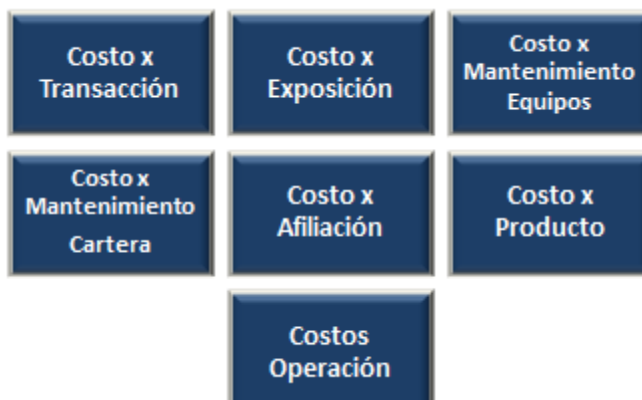 Costo x
Transacción
Costo x
Exposición
Costo x
Mantenimiento
Equipos
Costo x
Mantenimiento
Cartera
Costo x
Afiliación
Costo x
Producto
Costos
Operación